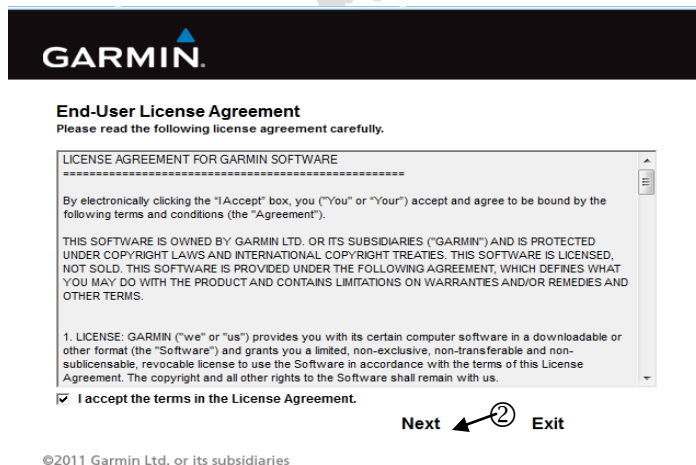 GARMIN.
End-User License Agreement
Please read the following license agreement carefully.
LICENSE AGREEMENT FOR GARMIN SOFTWARE
====================================================
By electronically clicking the "I Accept" box, you ("You" or "Your") accept and agree to be bound by the
following terms and conditions (the "Agreement").
THIS SOFTWARE IS OWNED BY GARMIN LTD. OR ITS SUBSIDIARIES ("GARMIN") AND IS PROTECTED
UNDER COPYRIGHT LAWS AND INTERNATIONAL COPYRIGHT TREATIES. THIS SOFTWARE IS LICENSED,
NOT SOLD. THIS SOFTWARE IS PROVIDED UNDER THE FOLLOWING AGREEMENT, WHICH DEFINES WHAT
YOU MAY DO WITH THE PRODUCT AND CONTAINS LIMITATIONS ON WARRANTIES AND/OR REMEDIES AND
OTHER TERMS.
1. LICENSE: GARMIN ("we" or "us") provides you with its certain computer software in a downloadable or
other format (the "Software") and grants you a limited, non-exclusive, non-transferable and non-
sublicensable, revocable license to use the Software in accordance with the terms of this License
Agreement. The copyright and all other rights to the Software shall remain with us.
I accept the terms in the License Agreement.
Next ② Exit
©2011 Garmin Ltd. or its subsidiaries